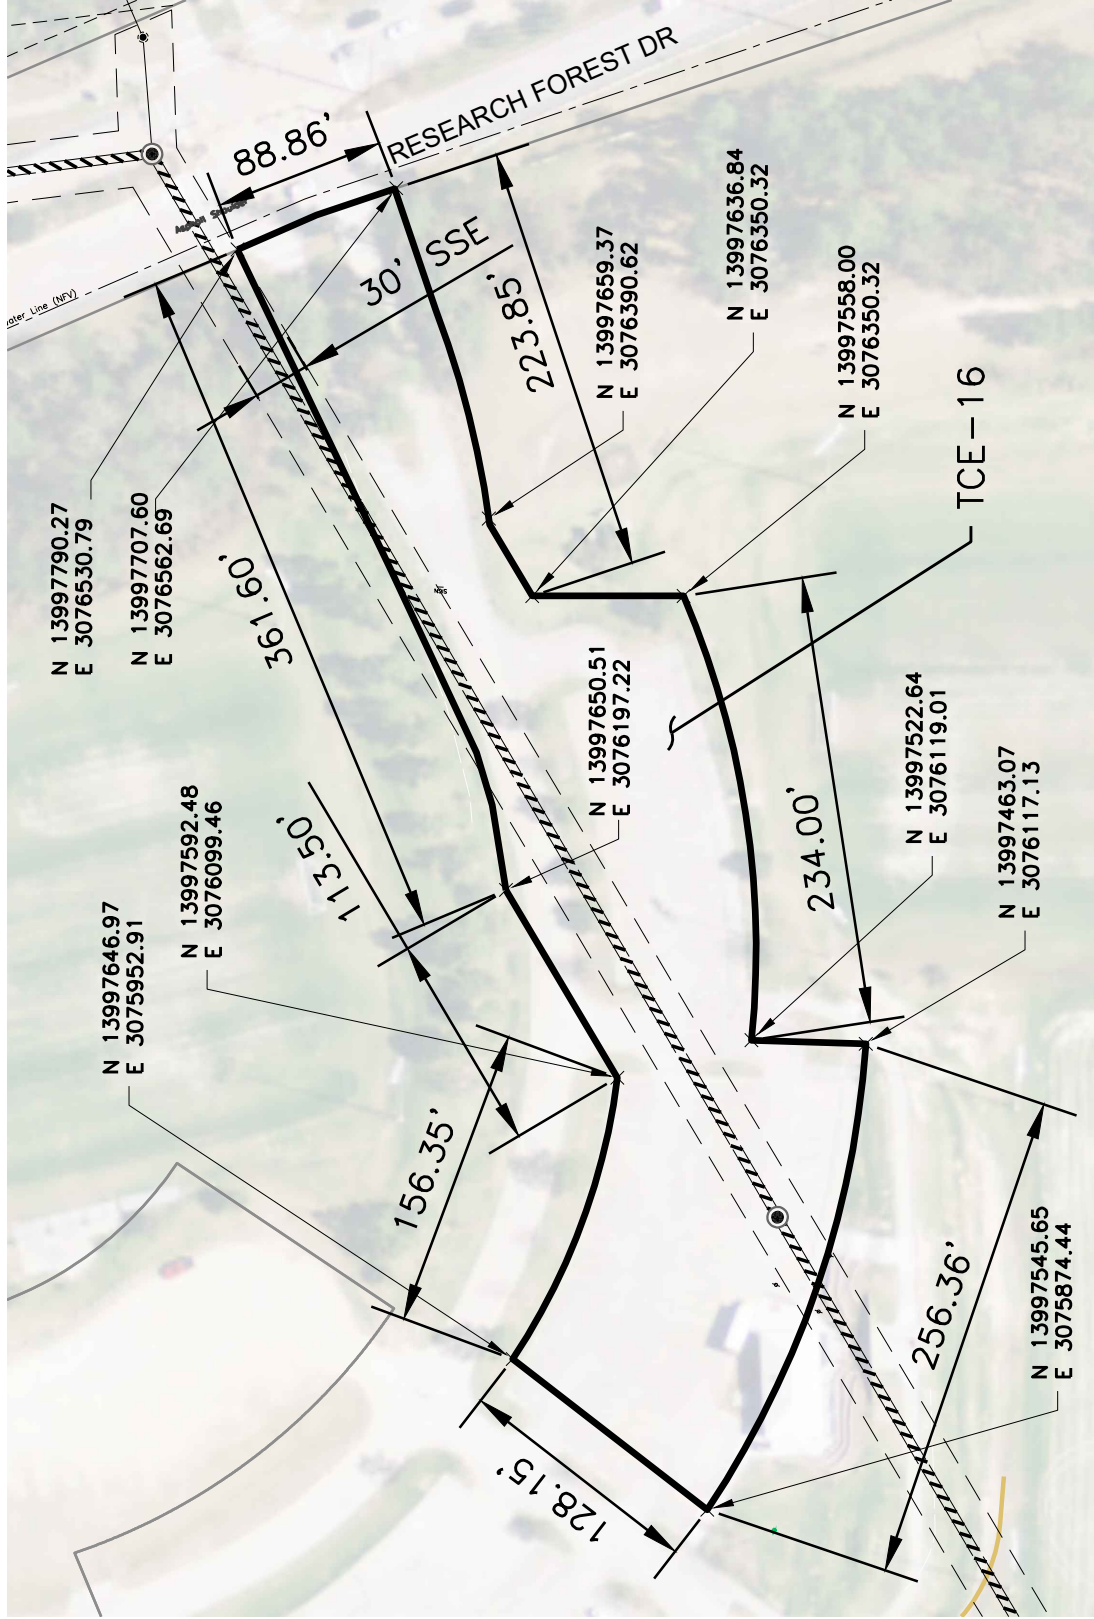 RESEARCH FOREST DR
88.86'
30' SSE
223.85'
N 13997636.84
E 3076350.32
N 13997659.37
E 3076390.62
N 13997558.00
E 3076350.32
TCE-16
Water Line (NFV)
N 13997790.27
E 3076530.79
N 13997707.60
E 3076562.69
361.60'
N 13997650.51
E 3076197.22
113.50'
N 13997592.48
E 3076099.46
N 13997646.97
E 3075952.91
156.35'
234.00'
N 13997522.64
E 3076119.01
N 13997463.07
E 3076117.13
128.15'
256.36'
N 13997545.65
E 3075874.44